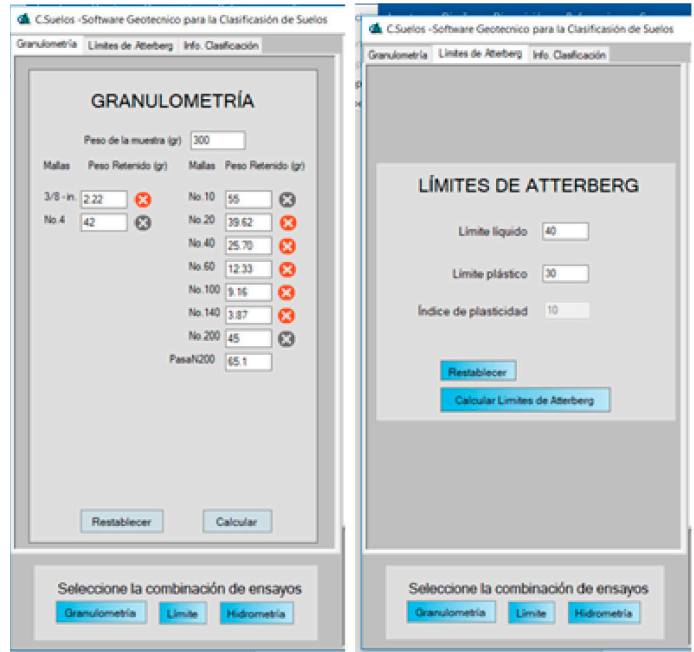 C.Suelos -Software Geotecnico para la Clasificasión de Suelos
Granulometría Límites de Atterberg Info. Clasficación
GRANULOMETRÍA
Peso de la muestra (gr) 300
Mallas Peso Retenido (gr) Mallas Peso Retenido (gr)
3/8 -in. 2.22 No.10 55
No.4 42 No.20 39.62
No.40 25.70
No.60 12.33
No.100 9.16
No.140 3.87
No.200 45
PasaN200 65.1
Restablecer Calcular
Seleccione la combinación de ensayos
Granulometría Límite Hidrometría
C.Suelos -Software Geotecnico para la Clasificasión de Suelos
Granulometría Límites de Atterberg Info. Clasficación
LÍMITES DE ATTERBERG
Límite líquido 40
Límite plástico 30
Índice de plasticidad 10
Restablecer
Calcular Limites de Atterberg
Seleccione la combinación de ensayos
Granulometría Límite Hidrometría